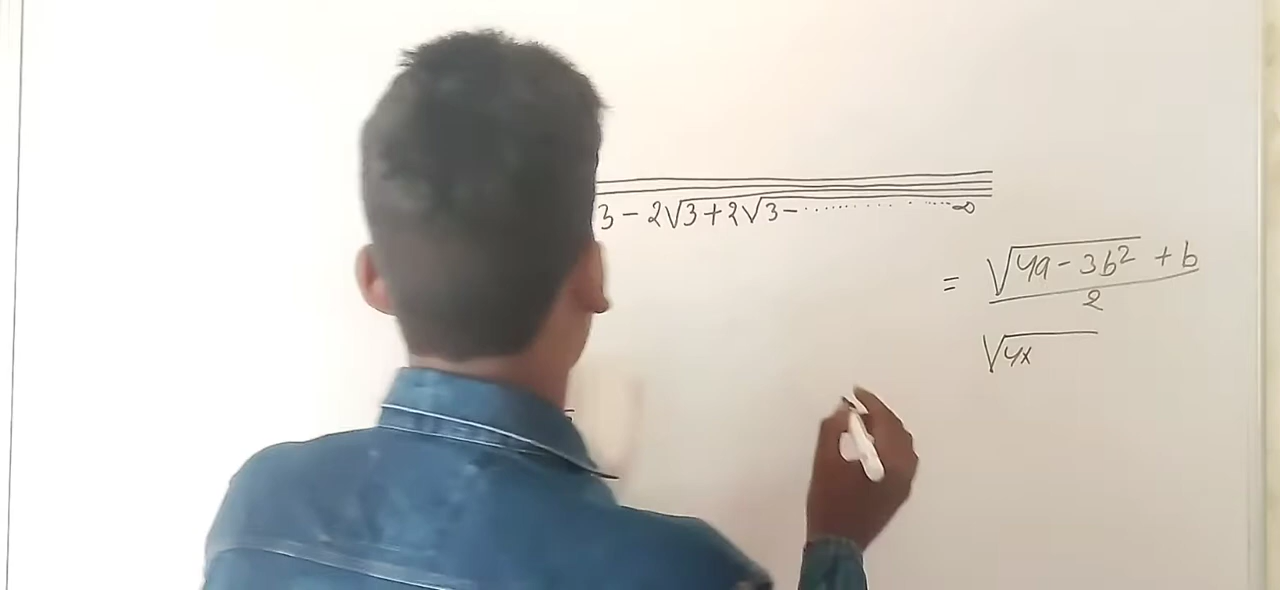 3 - 2√3 + 2√3 - ............ ∞
= √4a - 3b² + b
2
√4x